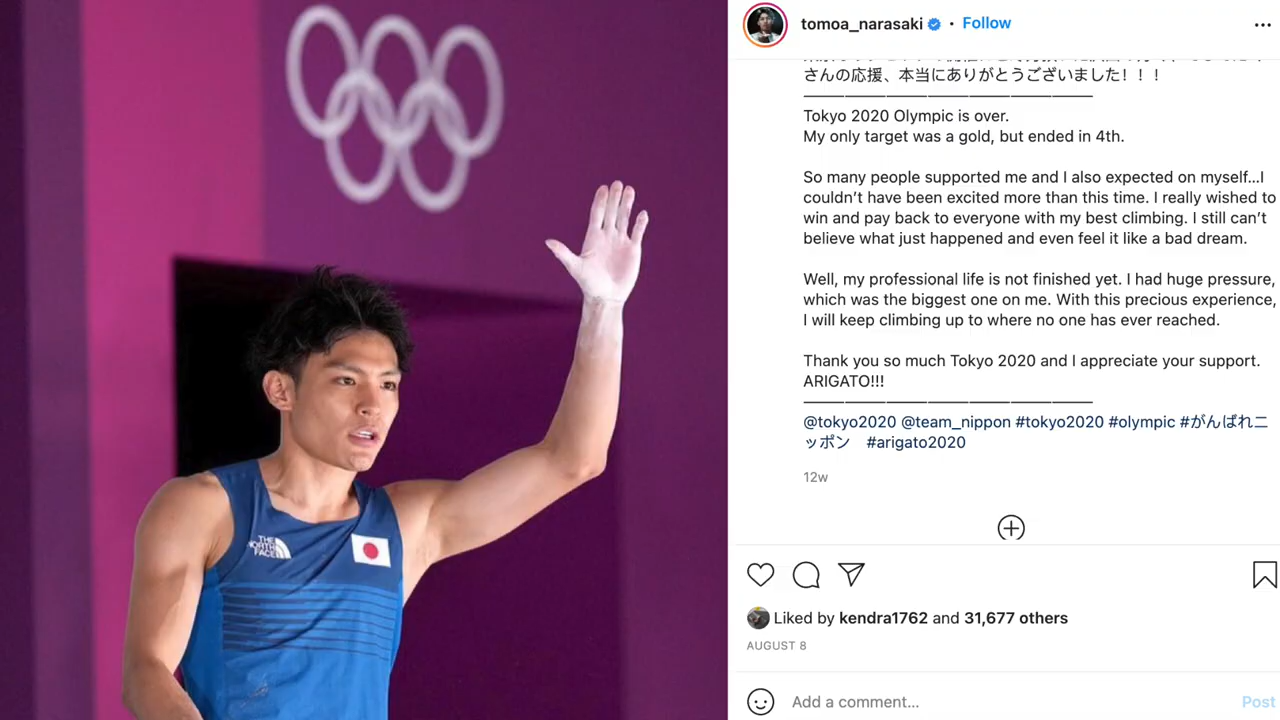 tomoa_narasaki • Follow
さんの応援、本当にありがとうございました！！！
Tokyo 2020 Olympic is over.
My only target was a gold, but ended in 4th.
So many people supported me and I also expected on myself...I
couldn't have been excited more than this time. I really wished to
win and pay back to everyone with my best climbing. I still can't
believe what just happened and even feel it like a bad dream.
Well, my professional life is not finished yet. I had huge pressure,
which was the biggest one on me. With this precious experience,
I will keep climbing up to where no one has ever reached.
Thank you so much Tokyo 2020 and I appreciate your support.
ARIGATO!!!
@tokyo2020 @team_nippon #tokyo2020 #olympic #がんばれニ
ッポン #arigato2020
12w
Liked by kendra1762 and 31,677 others
AUGUST 8
Add a comment... Post
THE
NORTH
FACE